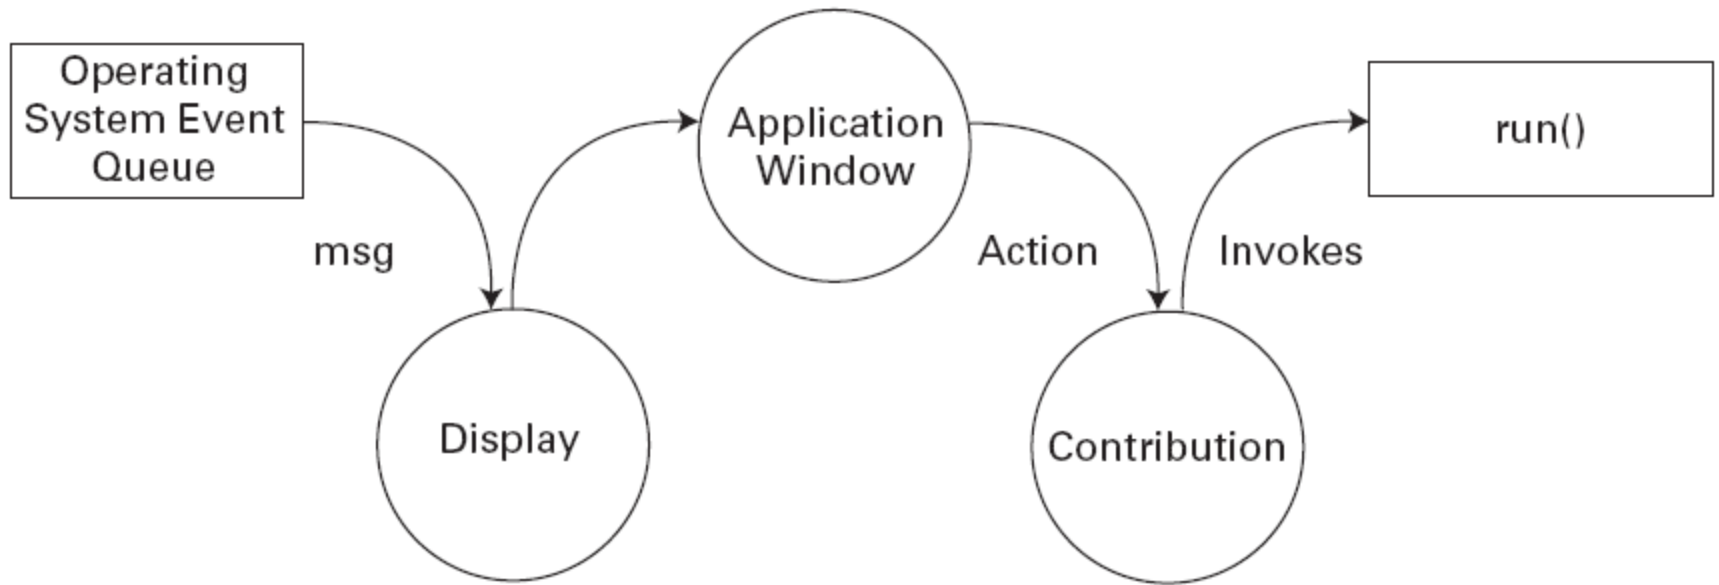 Operating
System Event
Queue
msg
Display
Application
Window
Action
Contribution
Invokes
run()